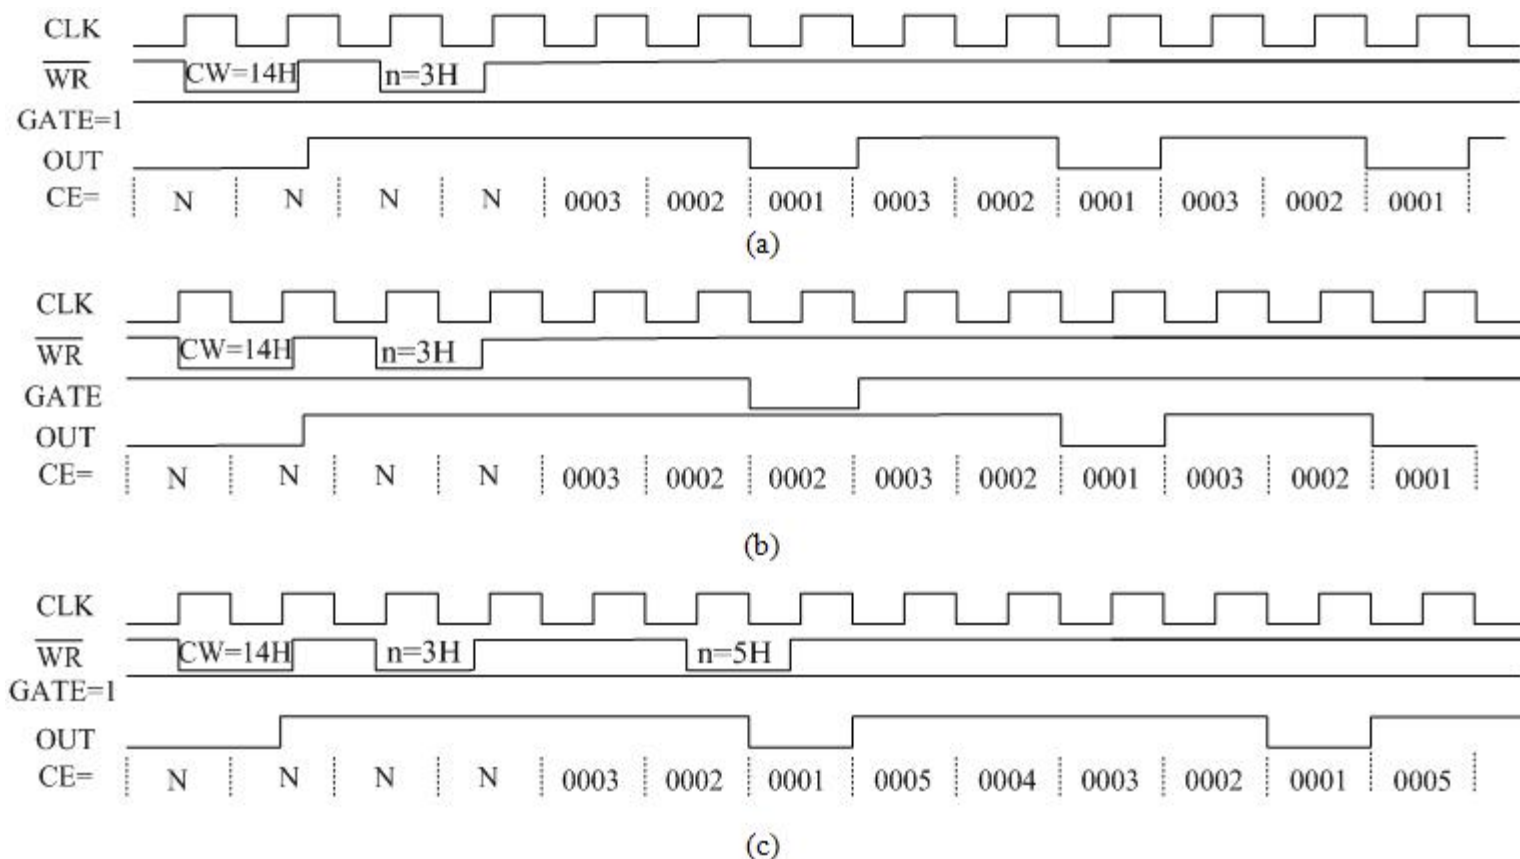 CLK
WR CW=14H n=3H
GATE=1
OUT
CE= N N N N 0003 0002 0001 0003 0002 0001 0003 0002 0001
(a)
CLK
WR CW=14H n=3H
GATE
OUT
CE= N N N N 0003 0002 0002 0003 0002 0001 0003 0002 0001
(b)
CLK
WR CW=14H n=3H n=5H
GATE=1
OUT
CE= N N N N 0003 0002 0001 0005 0004 0003 0002 0001 0005
(c)